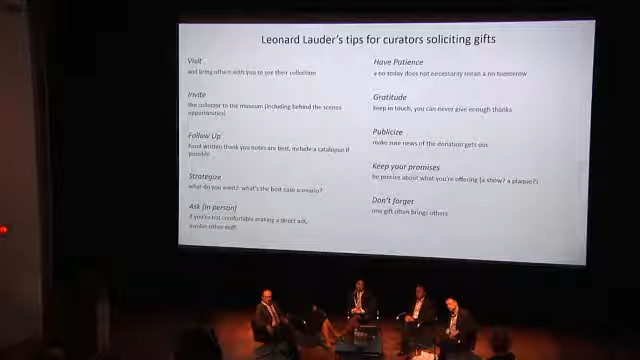 Leonard Lauder's tips for curators soliciting gifts
Visit
and bring others with you to see their collection
Invite
the collector to the museum (including behind the scenes
opportunities)
Follow Up
hand written thank you notes are best, include a catalogue if
possible
Strategize
what do you want? what's the best case scenario?
Ask (in person)
if you're not comfortable making a direct ask,
involve other staff
Have Patience
a no today does not necessarily mean a no tomorrow
Gratitude
keep in touch, you can never give enough thanks
Publicize
make sure news of the donation gets out
Keep your promises
be precise about what you're offering (a show? a plaque?)
Don't forget
one gift often brings others